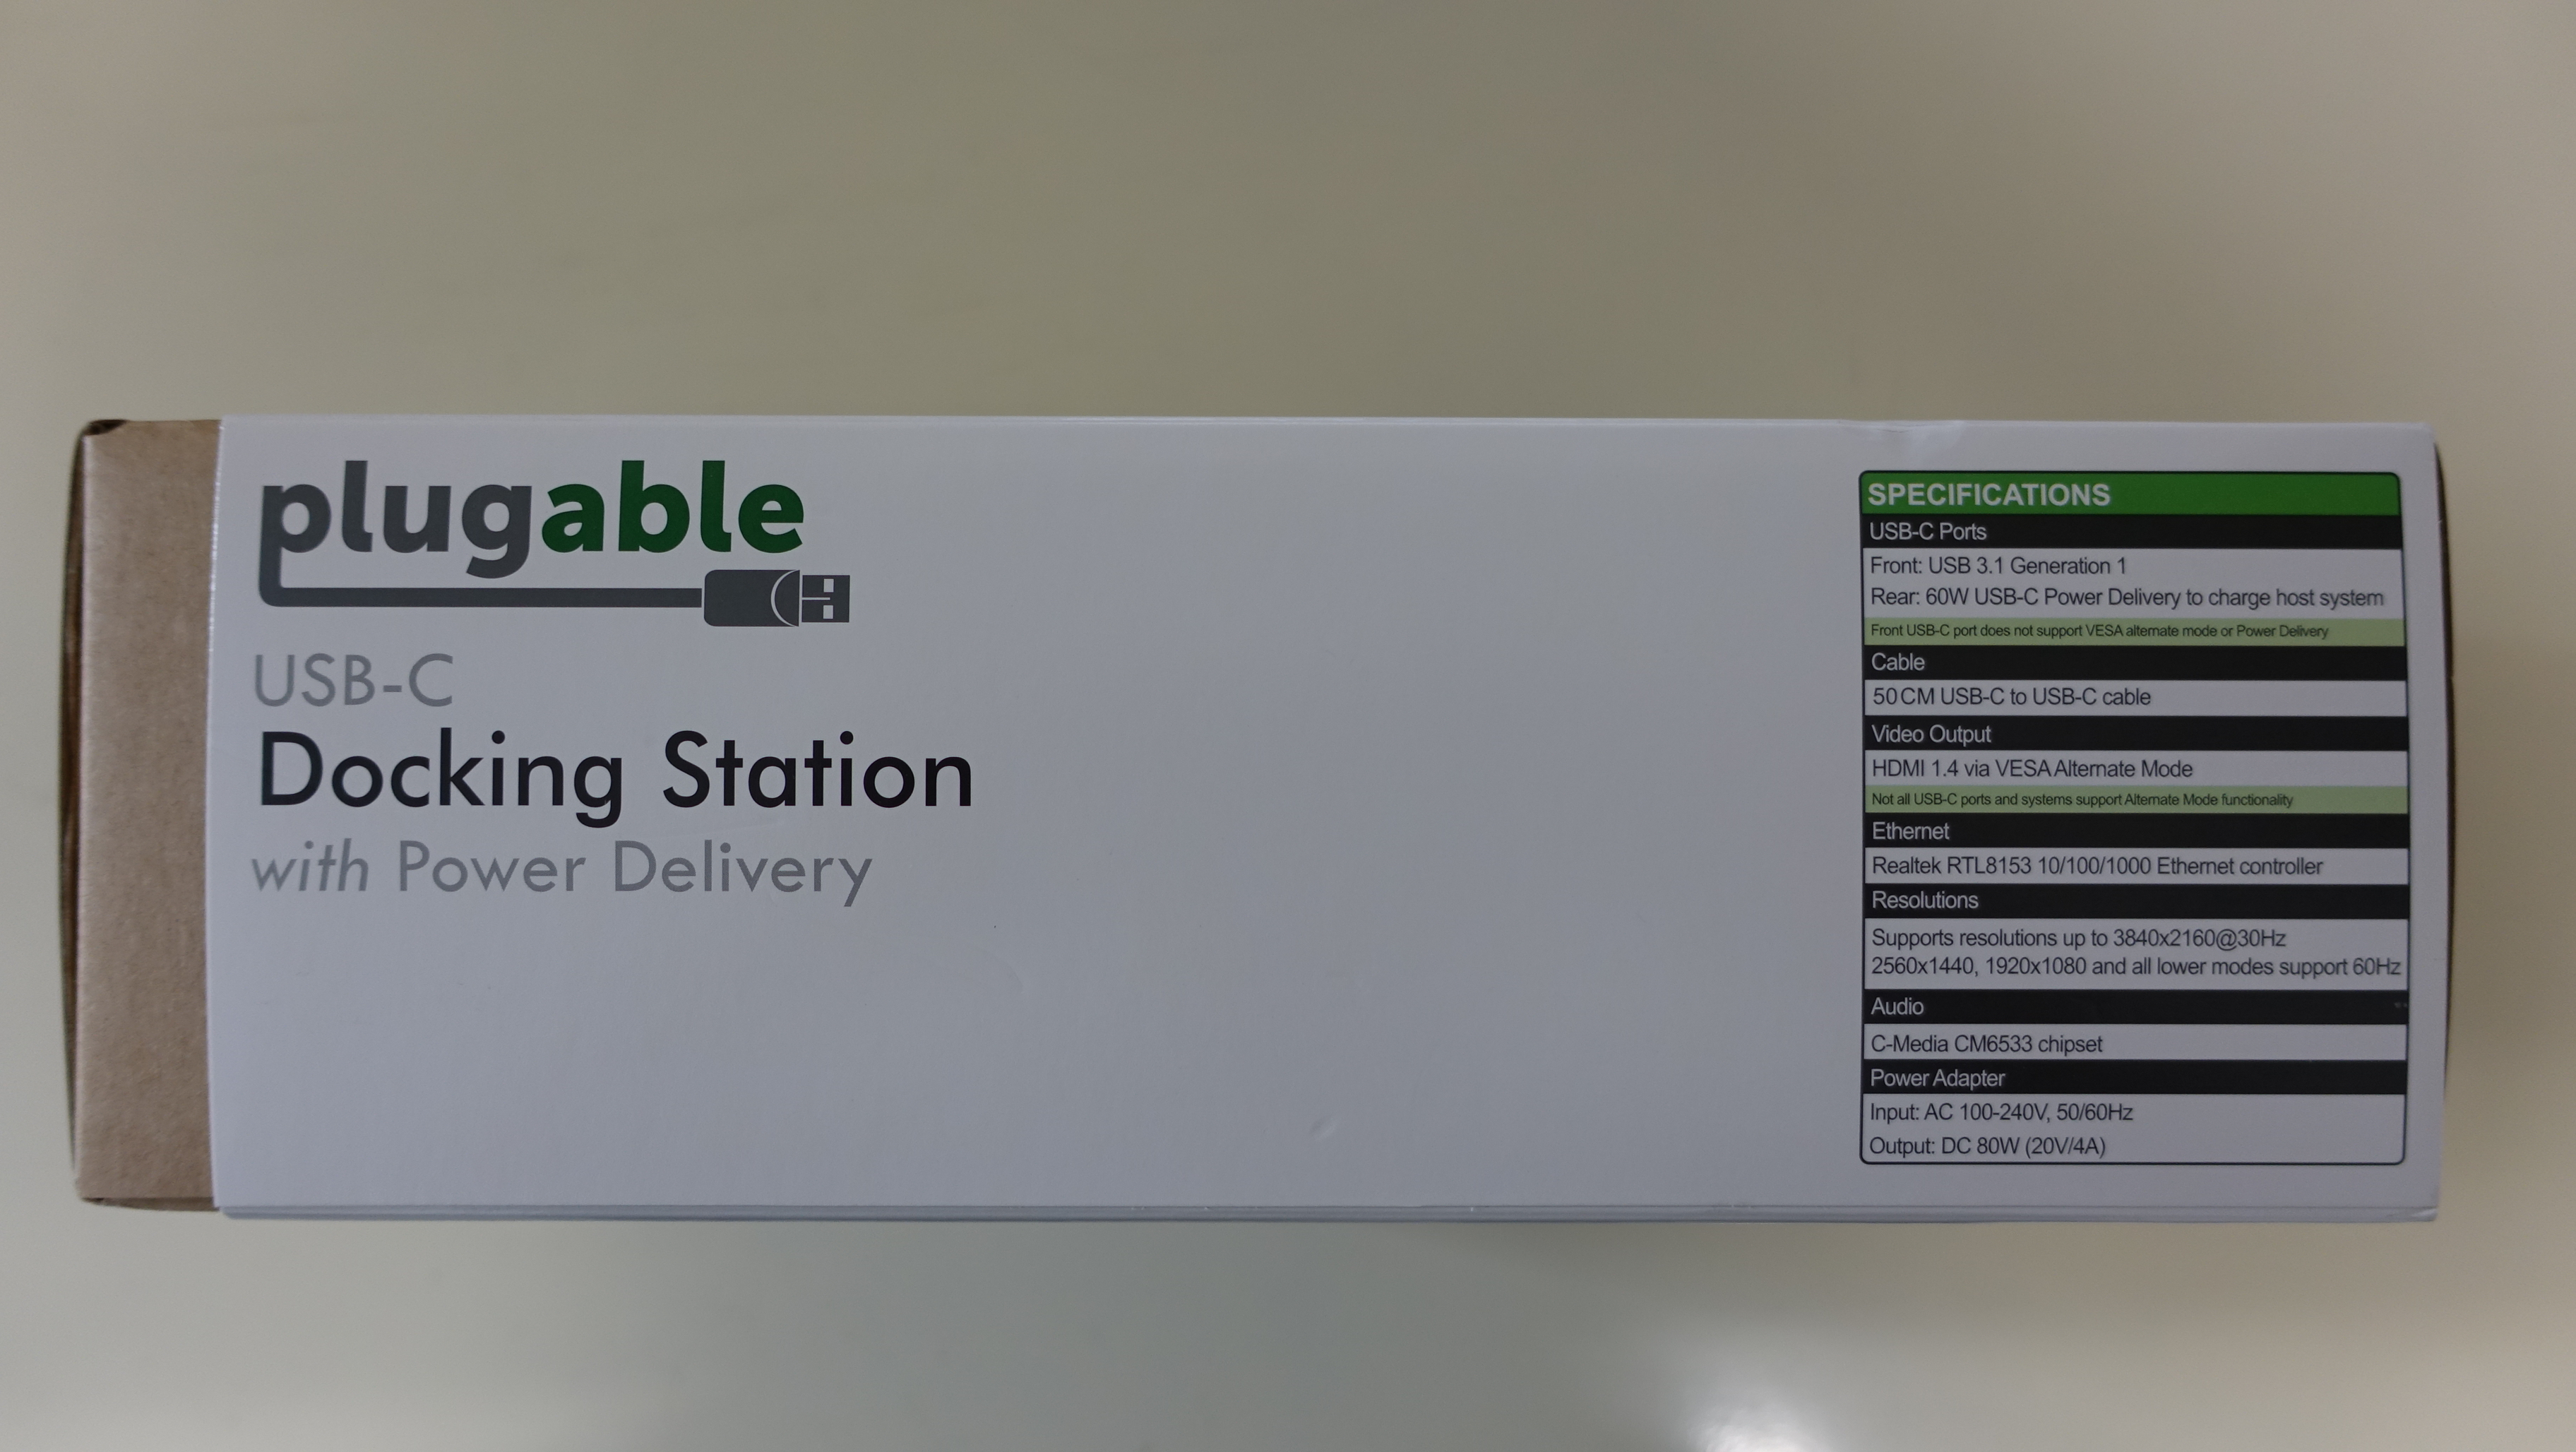 plugable
USB-C
Docking Station
with Power Delivery
SPECIFICATIONS
USB-C Ports
Front: USB 3.1 Generation 1
Rear: 60W USB-C Power Delivery to charge host system
Front USB-C port does not support VESA alternate mode or Power Delivery
Cable
50CM USB-C to USB-C cable
Video Output
HDMI 1.4 via VESA Alternate Mode
Not all USB-C ports and systems support Alternate Mode functionality
Ethernet
Realtek RTL8153 10/100/1000 Ethernet controller
Resolutions
Supports resolutions up to 3840x2160@30Hz
2560x1440, 1920x1080 and all lower modes support 60Hz
Audio
C-Media CM6533 chipset
Power Adapter
Input: AC 100-240V, 50/60Hz
Output: DC 80W (20V/4A)